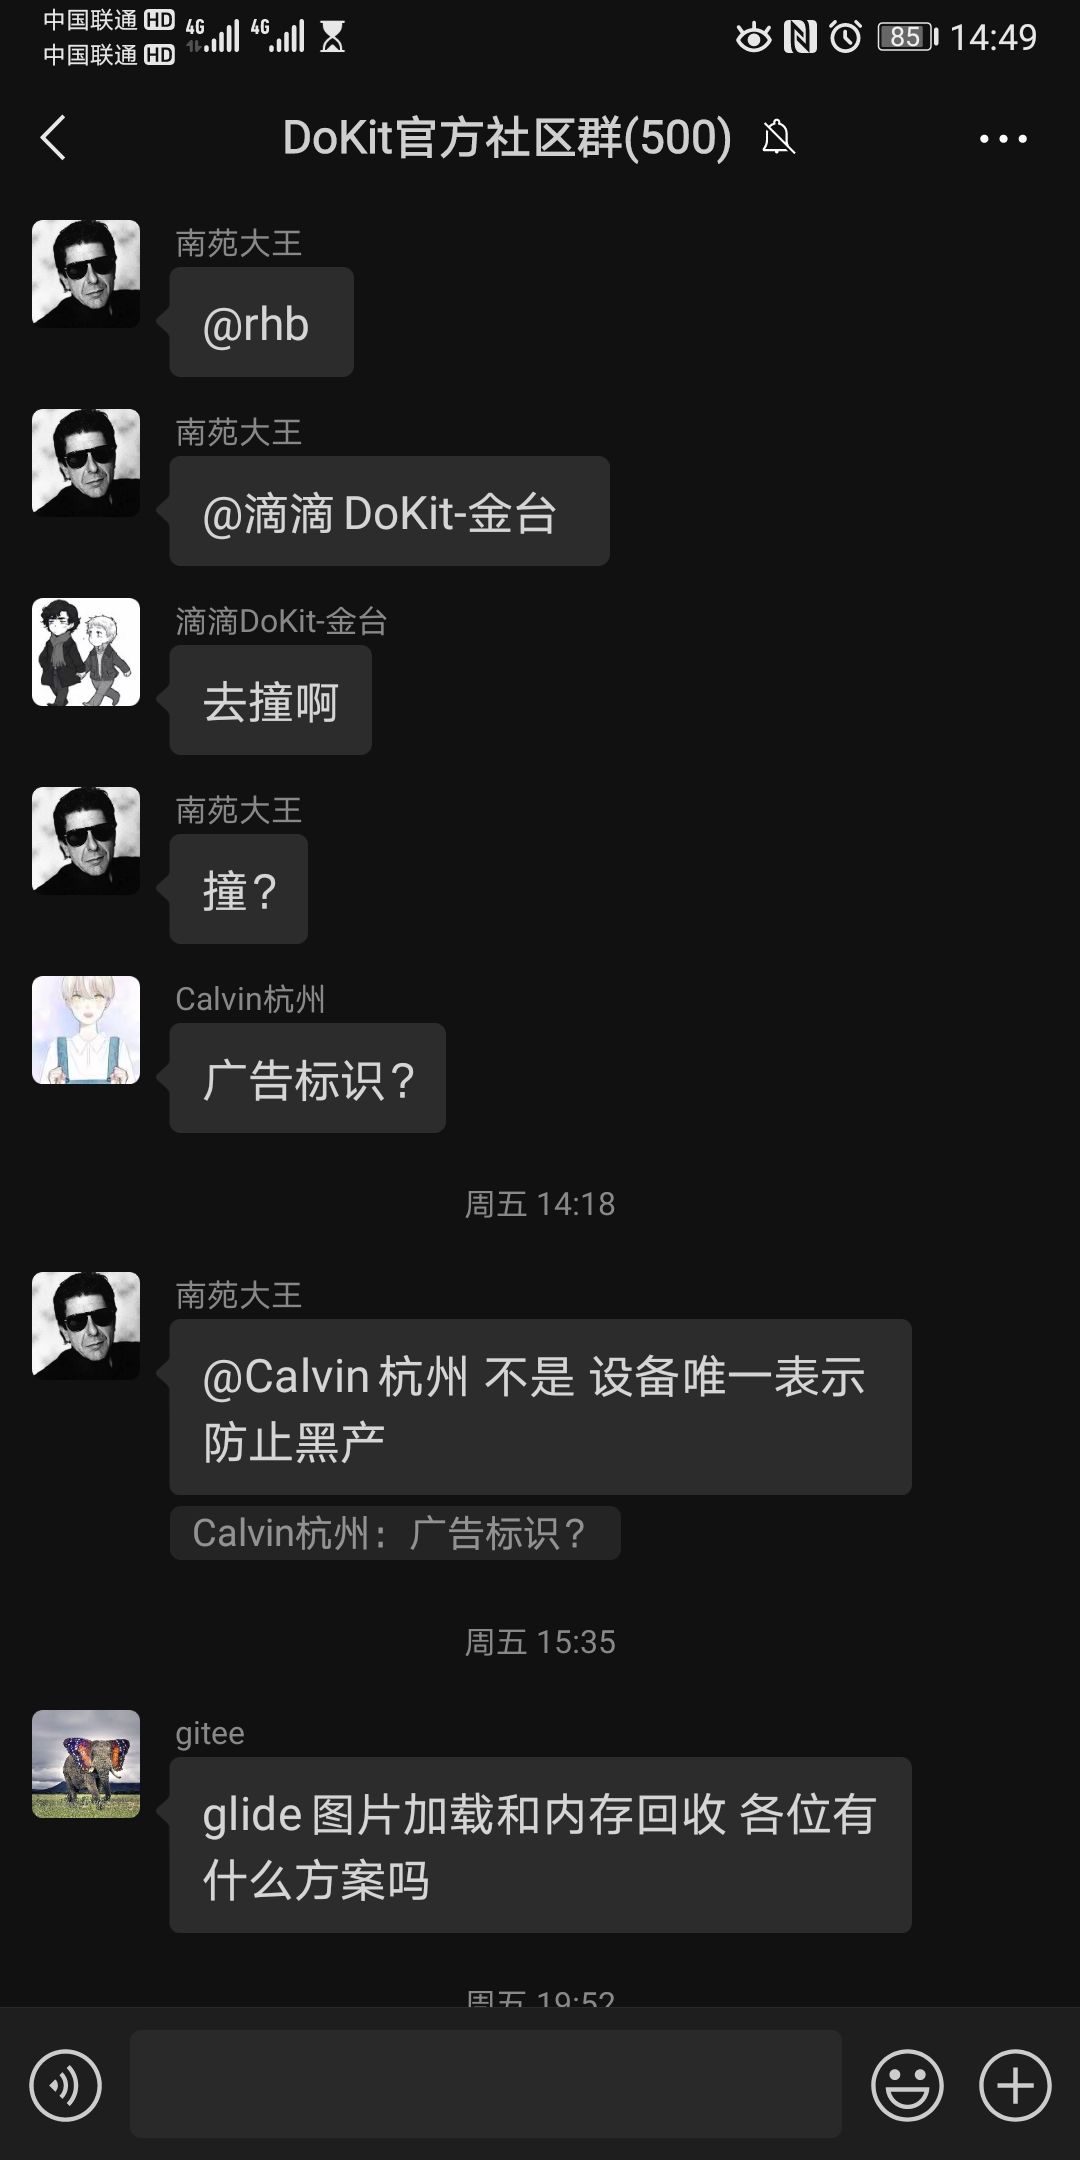 中国联通 HD 4G 4G 85 14:49
中国联通 HD
DoKit官方社区群(500)
南苑大王
@rhb
南苑大王
@滴滴 DoKit-金台
滴滴DoKit-金台
去撞啊
南苑大王
撞？
Calvin杭州
广告标识？
周五 14:18
南苑大王
@Calvin 杭州 不是 设备唯一表示
防止黑产
Calvin杭州：广告标识？
周五 15:35
gitee
glide 图片加载和内存回收 各位有
什么方案吗
周五 19:52